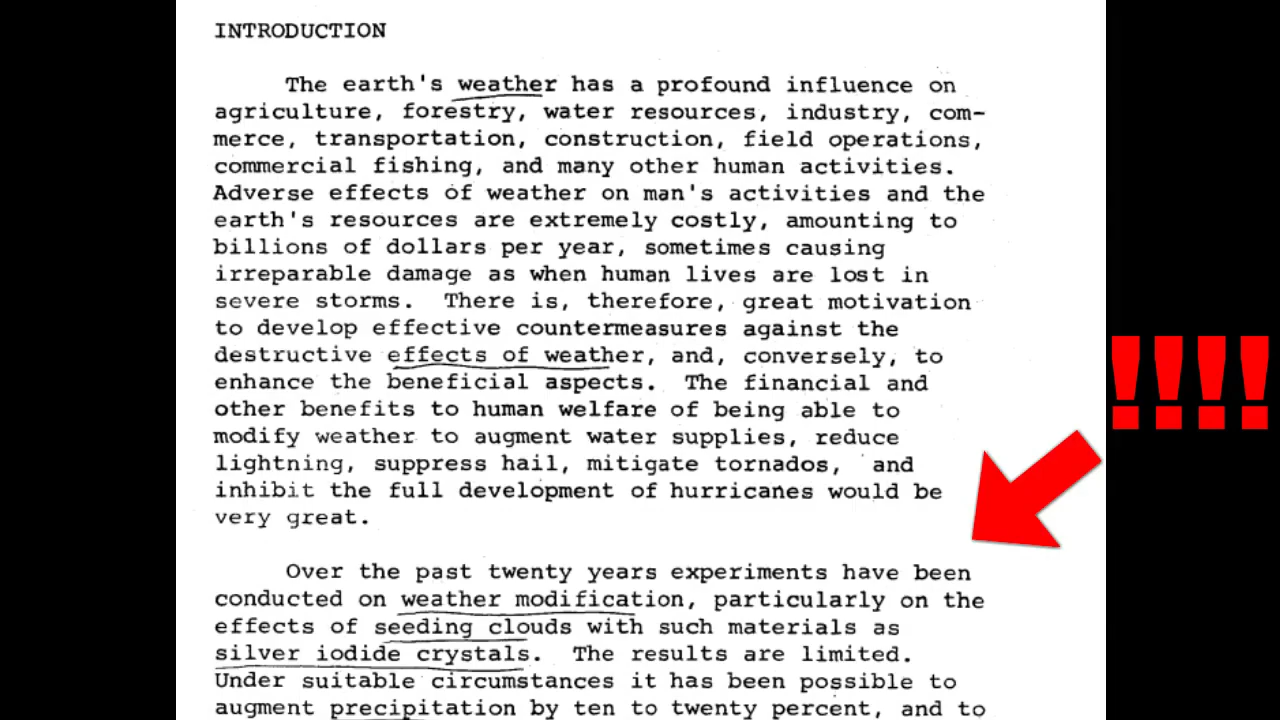 INTRODUCTION
The earth's weather has a profound influence on
agriculture, forestry, water resources, industry, com-
merce, transportation, construction, field operations,
commercial fishing, and many other human activities.
Adverse effects of weather on man's activities and the
earth's resources are extremely costly, amounting to
billions of dollars per year, sometimes causing
irreparable damage as when human lives are lost in
severe storms. There is, therefore, great motivation
to develop effective countermeasures against the
destructive effects of weather, and, conversely, to
enhance the beneficial aspects. The financial and
other benefits to human welfare of being able to
modify weather to augment water supplies, reduce
lightning, suppress hail, mitigate tornados, and
inhibit the full development of hurricanes would be
very great.
!!!!
Over the past twenty years experiments have been
conducted on weather modification, particularly on the
effects of seeding clouds with such materials as
silver iodide crystals. The results are limited.
Under suitable circumstances it has been possible to
augment precipitation by ten to twenty percent, and to